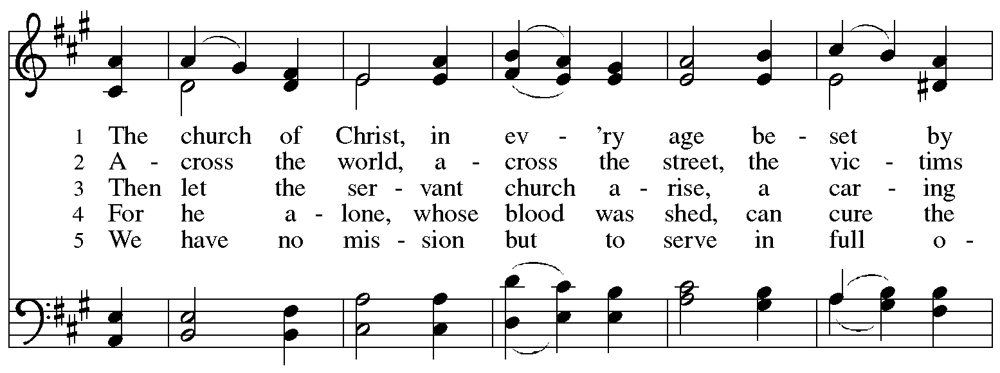 1 The church of Christ, in ev - 'ry age be - set by
2 A - cross the world, a - cross the street, the vic - tims
3 Then let the ser - vant church a - rise, a car - ing
4 For he a - lone, whose blood was shed, can cure the
5 We have no mis - sion but to serve in full o -